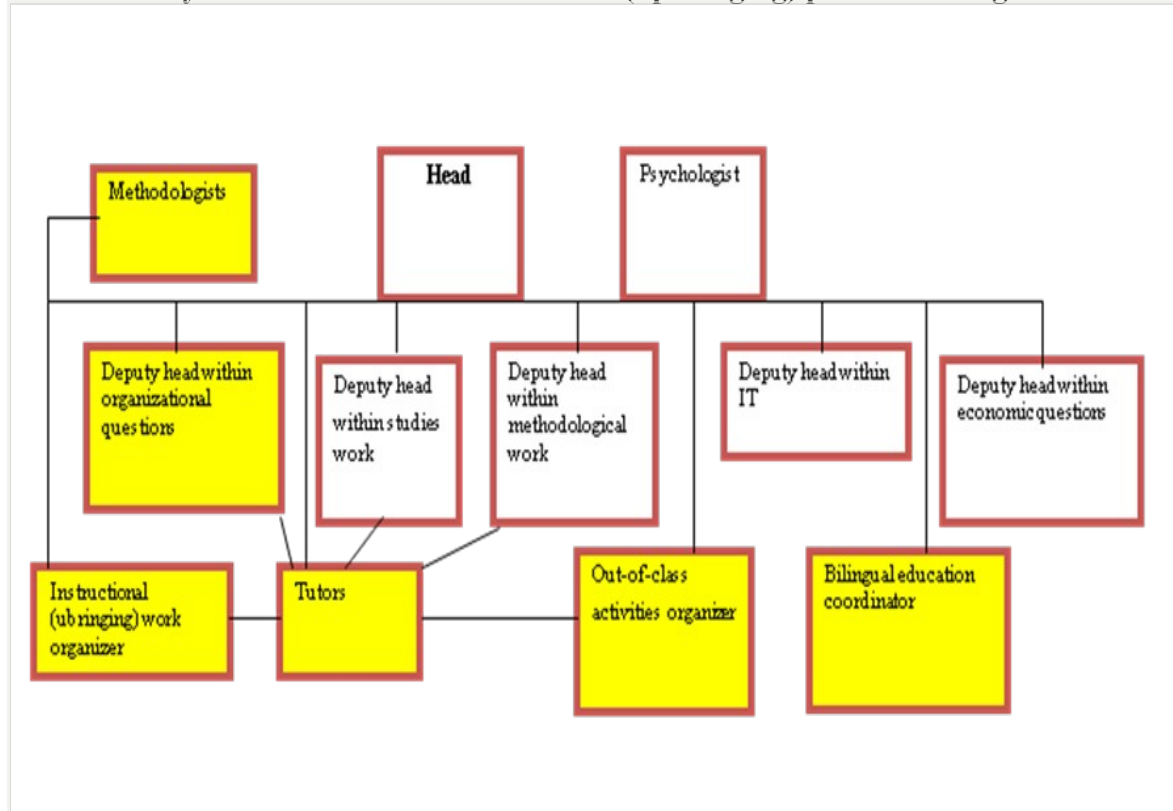 Methodologists
Head
Psychologist
Deputy head within
organizational
questions
Deputy head
within studies
work
Deputy head
within
methodological
work
Deputy head within
IT
Deputy head within
economic questions
Instructional
(ubringing) work
organizer
Tutors
Out-of-class
activities organizer
Bilingual education
coordinator